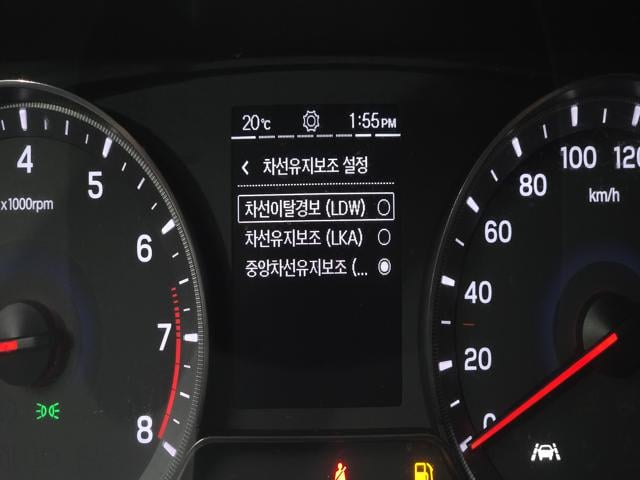 20℃ 1:55PM
< 차선유지보조 설정
차선이탈경보 (LDW)
차선유지보조 (LKA)
중앙차선유지보조 (...
4
5
x1000rpm
6
7
8
100
120
80
km/h
60
40
20
0